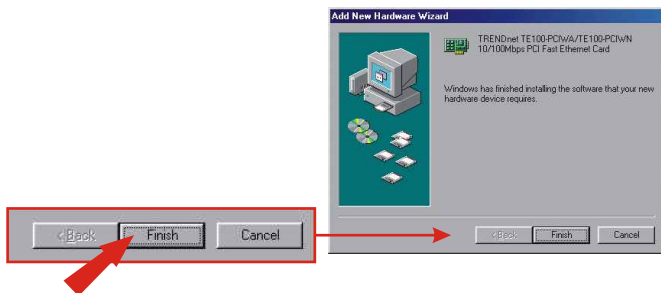 Add New Hardware Wizard
TRENDnet TE100-PCIWA/TE100-PCIWN
10/100Mbps PCI Fast Ethernet Card
Windows has finished installing the software that your new
hardware device requires.
< Back Finish Cancel
< Back Finish Cancel